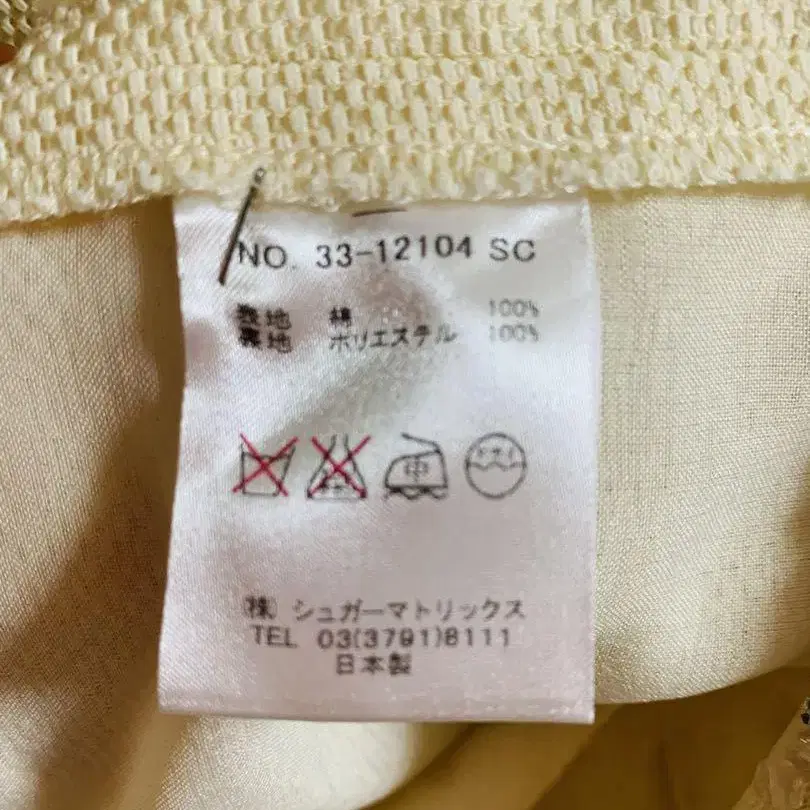 NO. 33-12104 SC
表地 綿 100%
裏地 ポリエステル 100%
中 ドライ
(株) シュガーマトリックス
TEL 03(3791)8111
日本製